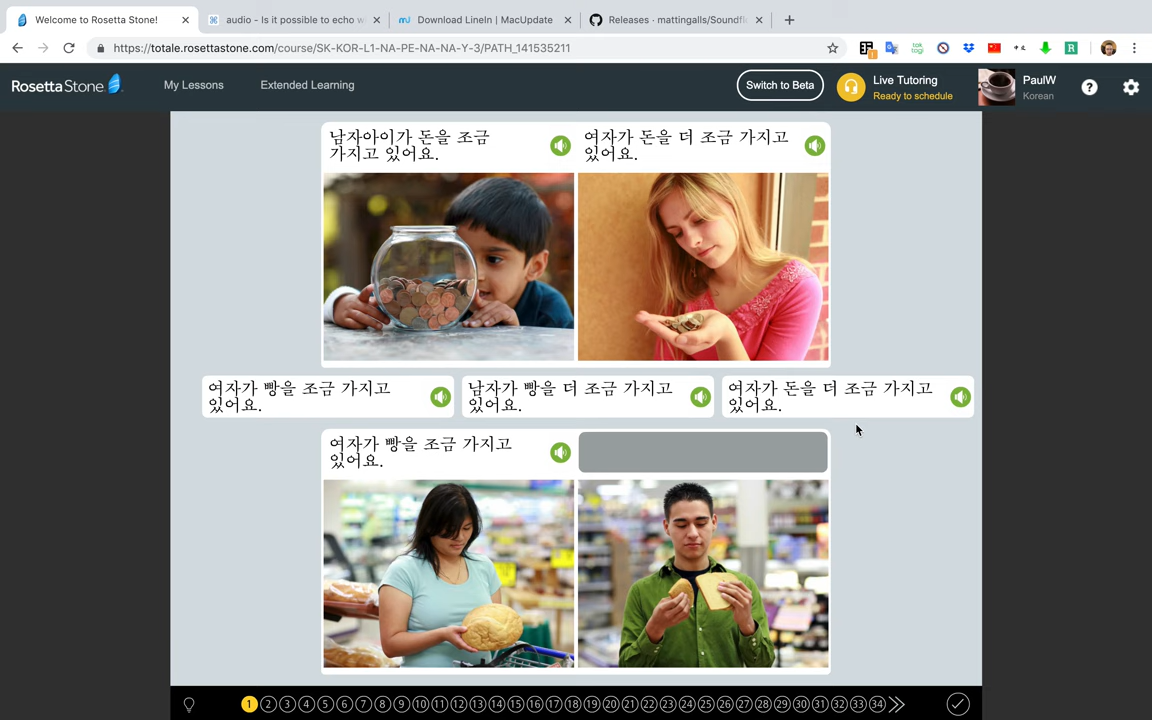 Welcome to Rosetta Stone!
audio - Is it possible to echo w
Download LineIn | MacUpdate
Releases · mattingalls/Soundfl
https://totale.rosettastone.com/course/SK-KOR-L1-NA-PE-NA-NA-Y-3/PATH_141535211
RosettaStone
My Lessons
Extended Learning
Switch to Beta
Live Tutoring
Ready to schedule
PaulW
Korean
남자아이가 돈을 조금
가지고 있어요.
여자가 돈을 더 조금 가지고
있어요.
여자가 빵을 조금 가지고
있어요.
남자가 빵을 더 조금 가지고
있어요.
여자가 돈을 더 조금 가지고
있어요.
여자가 빵을 조금 가지고
있어요.
1 2 3 4 5 6 7 8 9 10 11 12 13 14 15 16 17 18 19 20 21 22 23 24 25 26 27 28 29 30 31 32 33 34